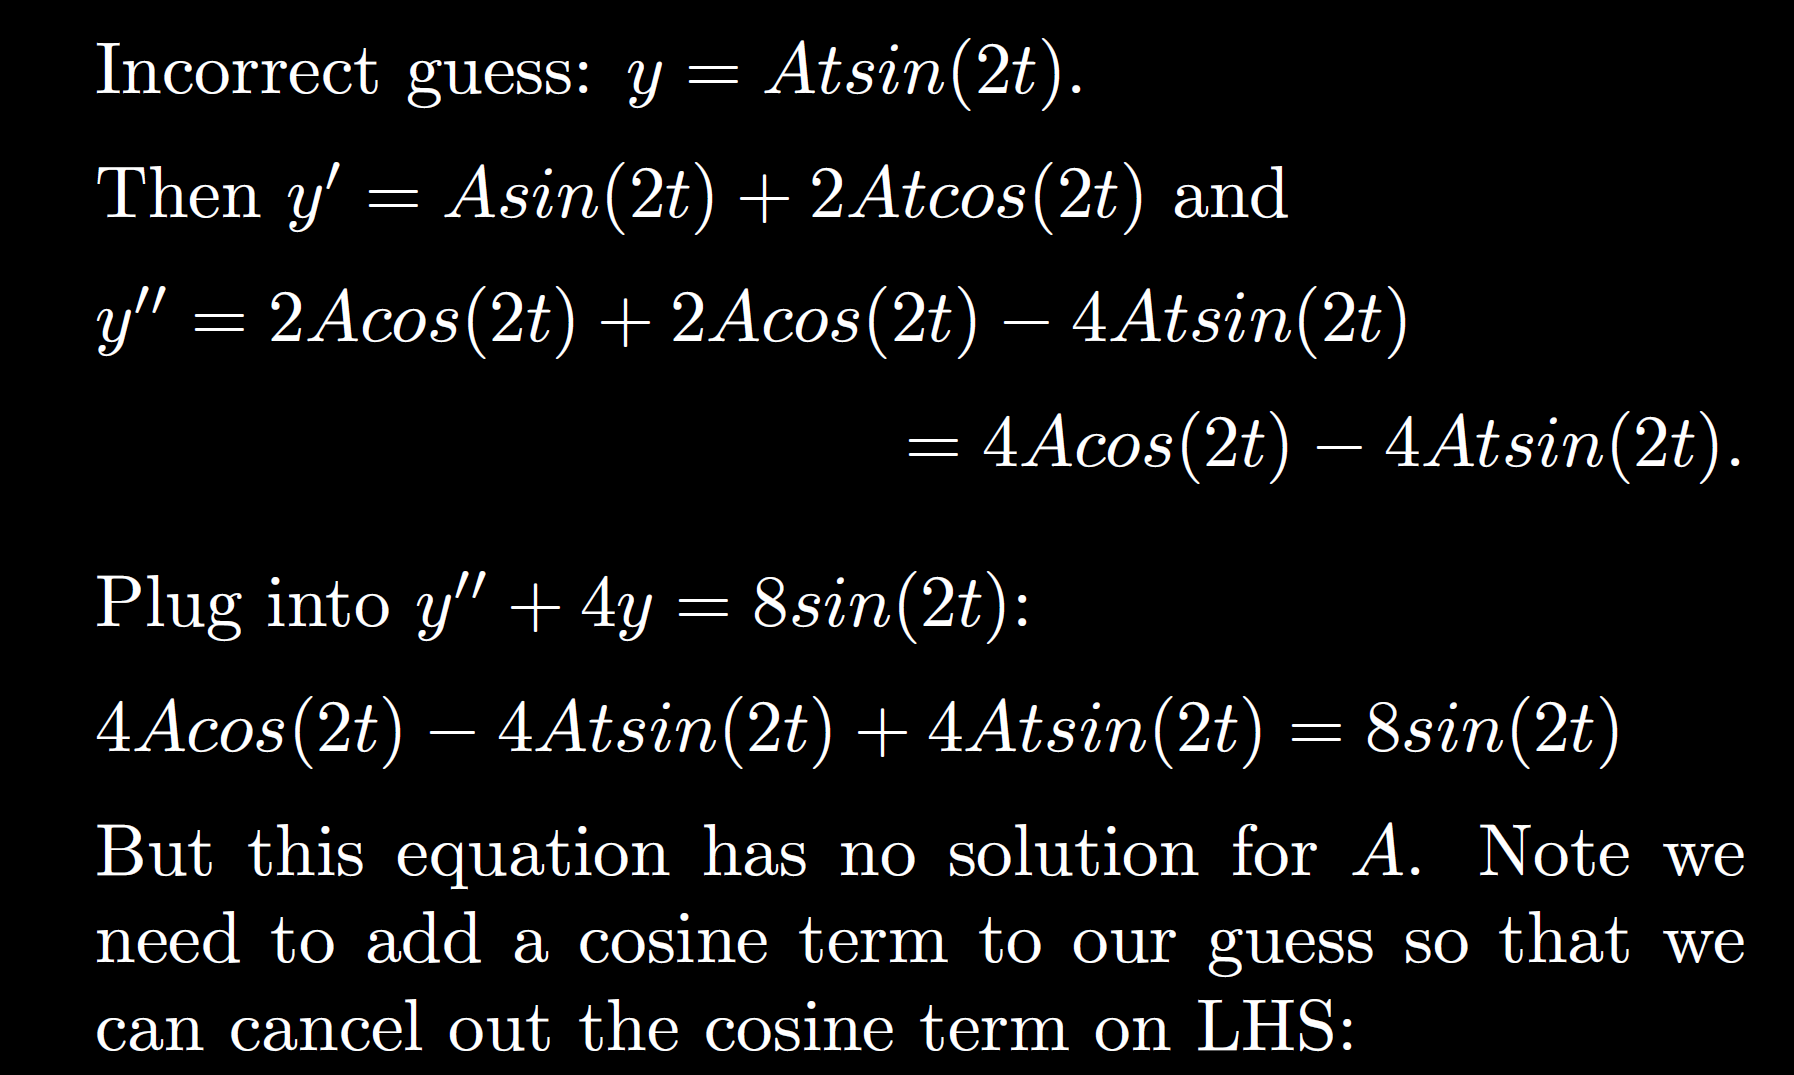 Incorrect guess: y = Atsin(2t).
Then y′ = Asin(2t) + 2Atcos(2t) and
y′′ = 2Acos(2t) + 2Acos(2t) − 4Atsin(2t)
= 4Acos(2t) − 4Atsin(2t).
Plug into y′′ + 4y = 8sin(2t):
4Acos(2t) − 4Atsin(2t) + 4Atsin(2t) = 8sin(2t)
But this equation has no solution for A. Note we
need to add a cosine term to our guess so that we
can cancel out the cosine term on LHS: